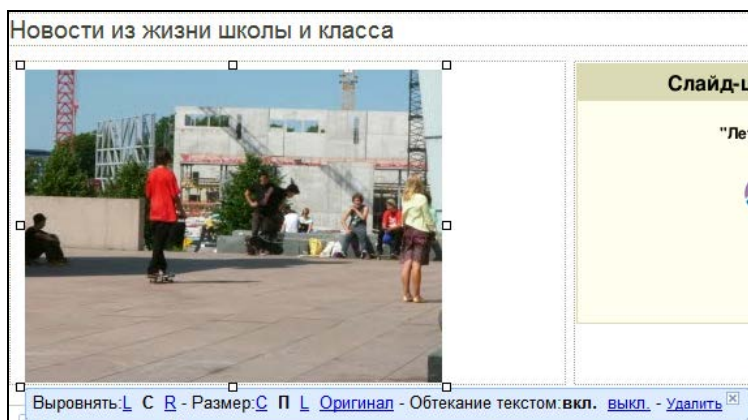 Новости из жизни школы и класса
Слайд-ш
"Ле
Выровнять:L С R - Размер:С П L Оригинал - Обтекание текстом:вкл. выкл. - Удалить